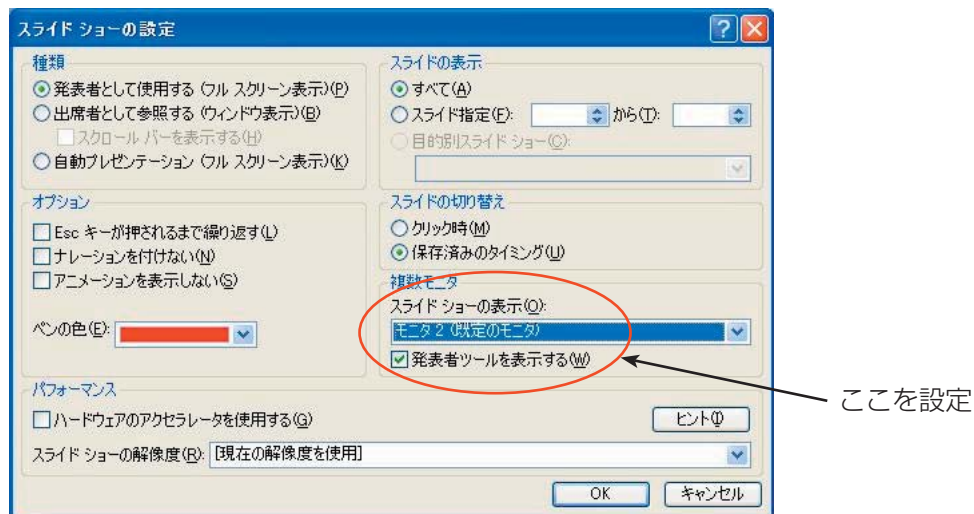 スライド ショーの設定
種類
発表者として使用する (フル スクリーン表示)(P)
出席者として参照する (ウィンドウ表示)(B)
スクロール バーを表示する(H)
自動プレゼンテーション (フル スクリーン表示)(K)
スライドの表示
すべて(A)
スライド指定(F): から(T):
目的別スライド ショー(C):
オプション
Esc キーが押されるまで繰り返す(L)
ナレーションを付けない(N)
アニメーションを表示しない(S)
ペンの色(E):
スライドの切り替え
クリック時(M)
保存済みのタイミング(U)
複数モニタ
スライド ショーの表示(O):
モニタ 2 (既定のモニタ)
発表者ツールを表示する(W)
ここを設定
パフォーマンス
ハードウェアのアクセラレータを使用する(G)
ヒント(I)
スライド ショーの解像度(R): [現在の解像度を使用]
OK キャンセル